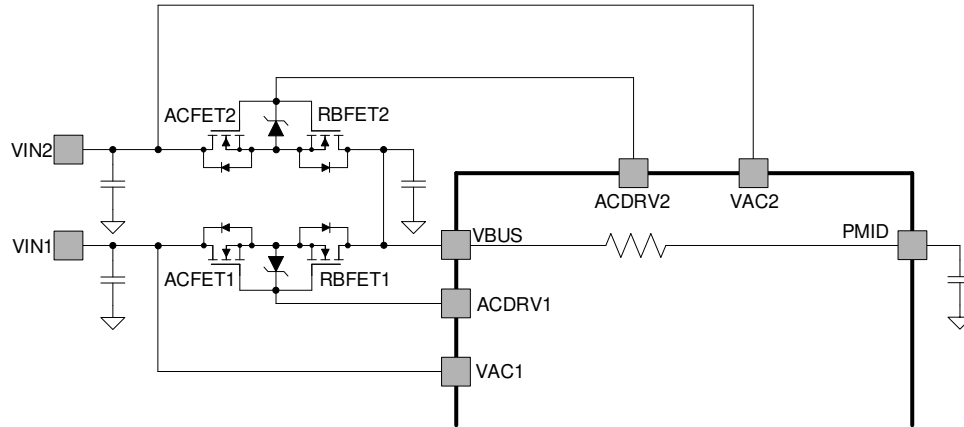 ACFET2
RBFET2
VIN2
ACDRV2
VAC2
VIN1
VBUS
PMID
ACFET1
RBFET1
ACDRV1
VAC1